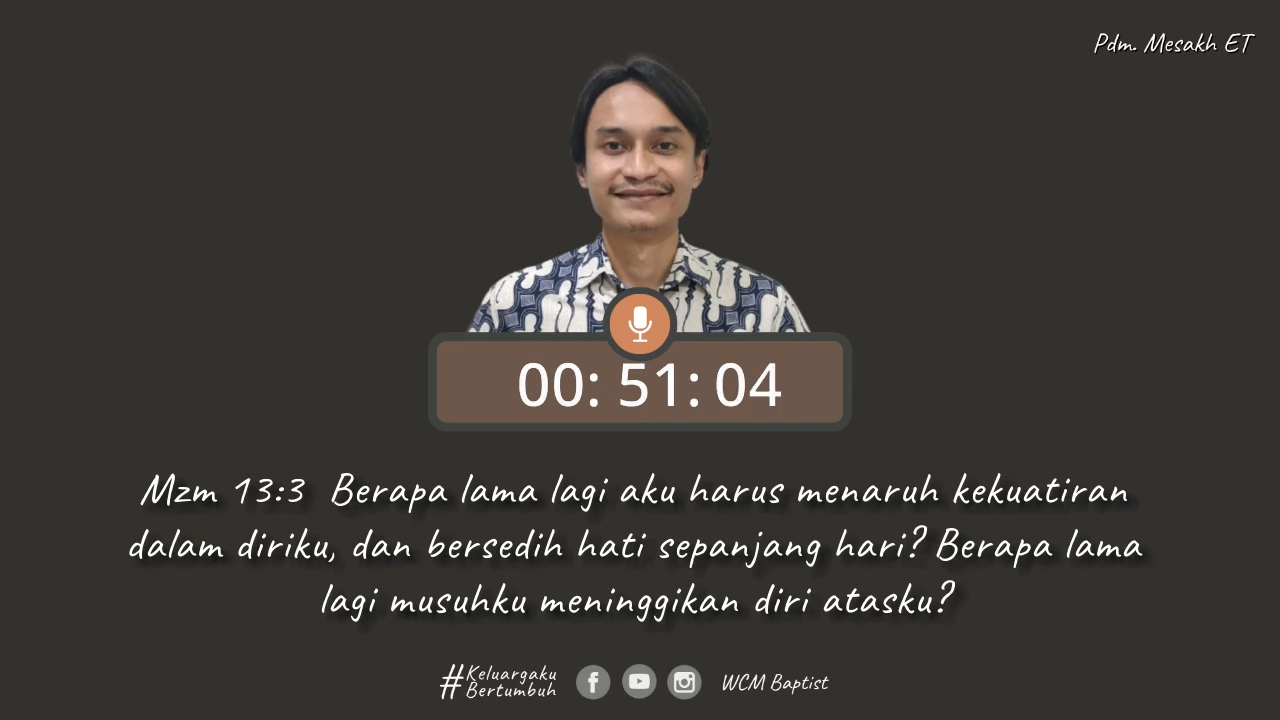 Pdm. Mesakh ET
00: 51: 04
Mzm 13:3 Berapa lama lagi aku harus menaruh kekuatiran
dalam diriku, dan bersedih hati sepanjang hari? Berapa lama
lagi musuhku meninggikan diri atasku?
#Keluargaku
Bertumbuh
WCM Baptist